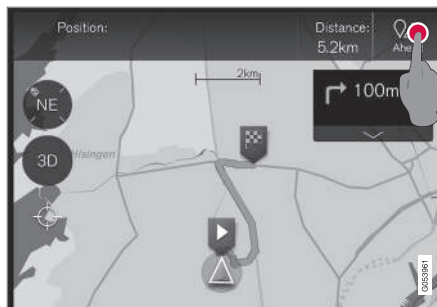 Position:
Distance:
5.2km
Ahe
2km
NE
100m
3D
Hisingen
G053961